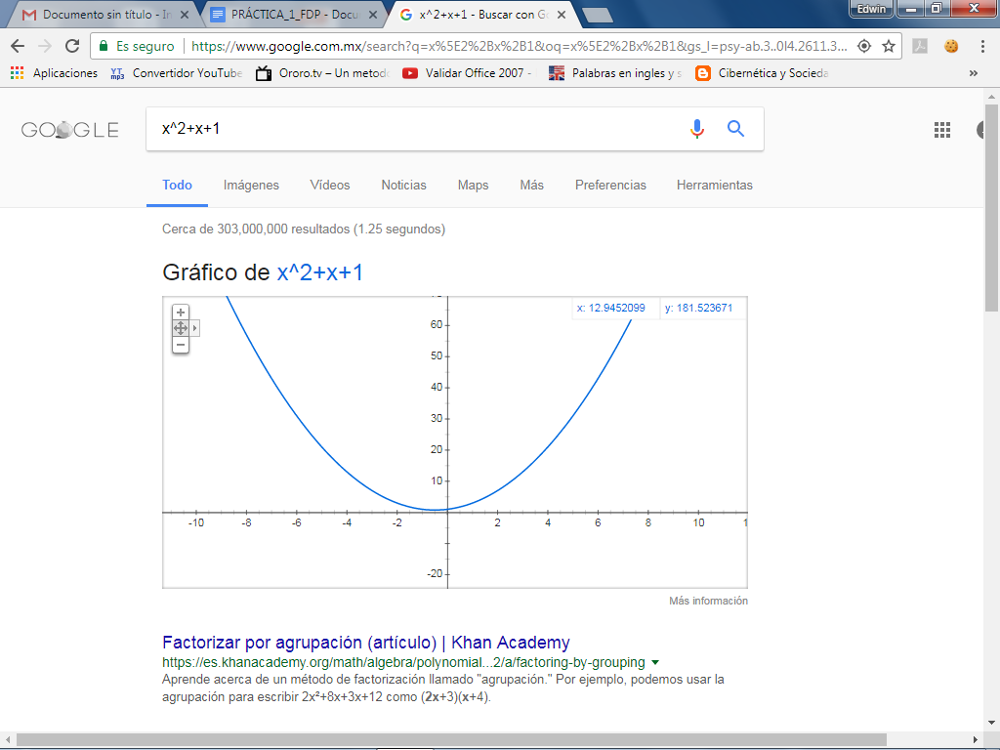 Edwin
Documento sin título - In
PRÁCTICA_1_FDP - Docu
x^2+x+1 - Buscar con Go
Es seguro
https://www.google.com.mx/search?q=x%5E2%2Bx%2B1&oq=x%5E2%2Bx%2B1&gs_l=psy-ab.3..0l4.2611.3...
Aplicaciones
YT mp3 Convertidor YouTube
Ororo.tv – Un metod
Validar Office 2007 -
Palabras en ingles y s
Cibernética y Socieda
»
GOOGLE
x^2+x+1
Todo Imágenes Vídeos Noticias Maps Más Preferencias Herramientas
Cerca de 303,000,000 resultados (1.25 segundos)
Gráfico de x^2+x+1
x: 12.9452099 y: 181.523671
60
50
40
30
20
10
-10 -8 -6 -4 -2 2 4 6 8 10 1
-20
Más información
Factorizar por agrupación (artículo) | Khan Academy
https://es.khanacademy.org/math/algebra/polynomial...2/a/factoring-by-grouping
Aprende acerca de un método de factorización llamado "agrupación." Por ejemplo, podemos usar la
agrupación para escribir 2x²+8x+3x+12 como (2x+3)(x+4).